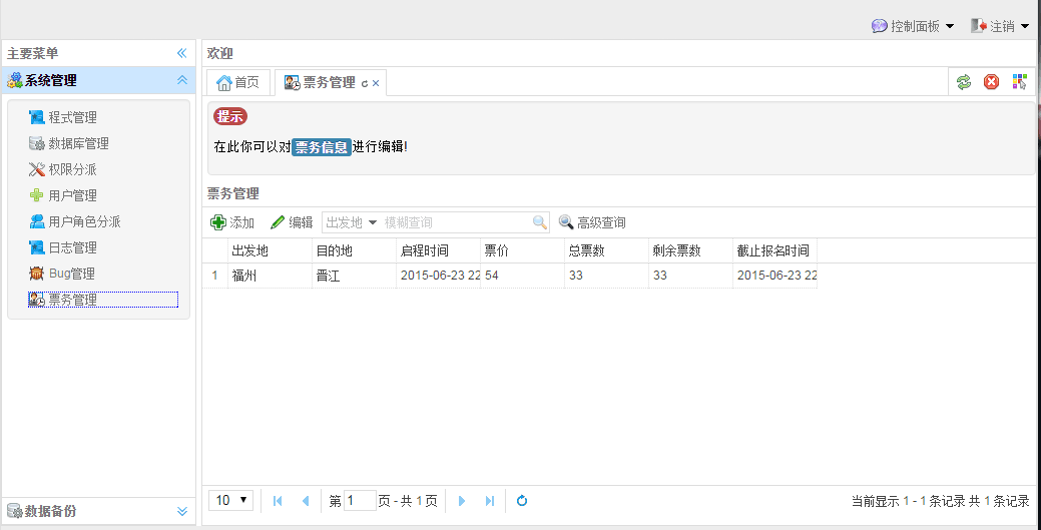 控制面板 注销
主要菜单
系统管理
程式管理
数据库管理
权限分派
用户管理
用户角色分派
日志管理
Bug管理
票务管理
数据备份
欢迎
首页 票务管理
提示
在此你可以对票务信息进行编辑!
票务管理
添加 编辑 出发地 模糊查询 高级查询
出发地 目的地 启程时间 票价 总票数 剩余票数 截止报名时间
1 福州 晋江 2015-06-23 22 54 33 33 2015-06-23 22
10 第 1 页-共1页 当前显示 1 - 1 条记录 共 1 条记录